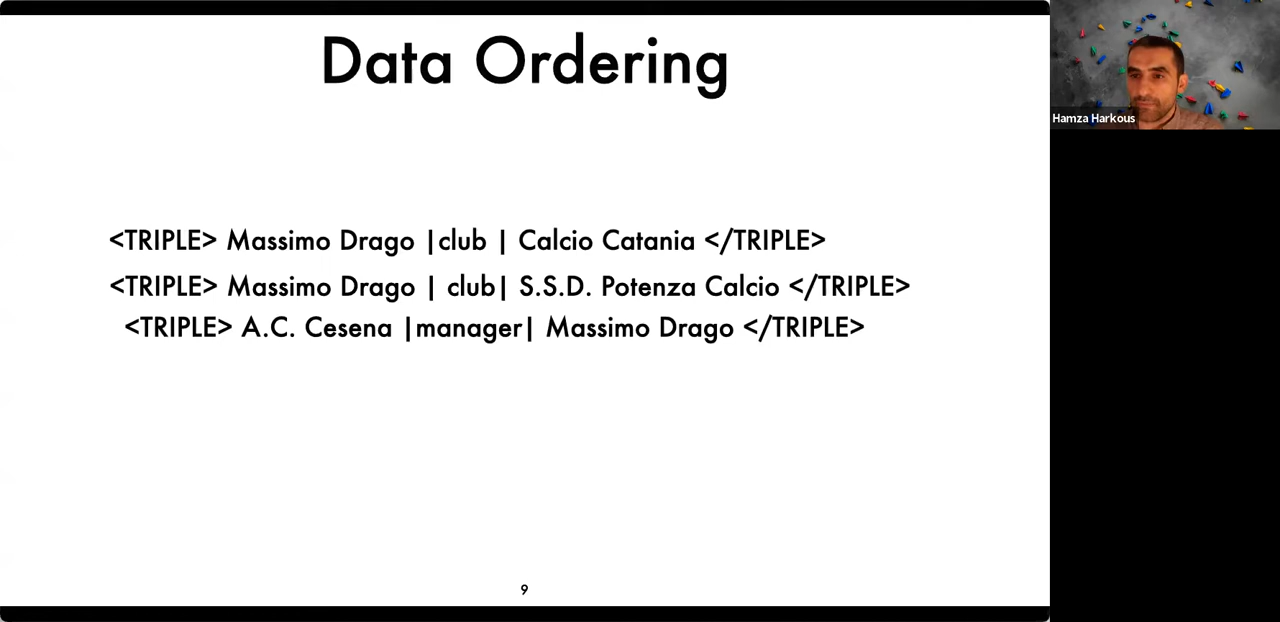 Data Ordering
Hamza Harkous
<TRIPLE> Massimo Drago |club | Calcio Catania </TRIPLE>
<TRIPLE> Massimo Drago | club| S.S.D. Potenza Calcio </TRIPLE>
<TRIPLE> A.C. Cesena |manager| Massimo Drago </TRIPLE>
9